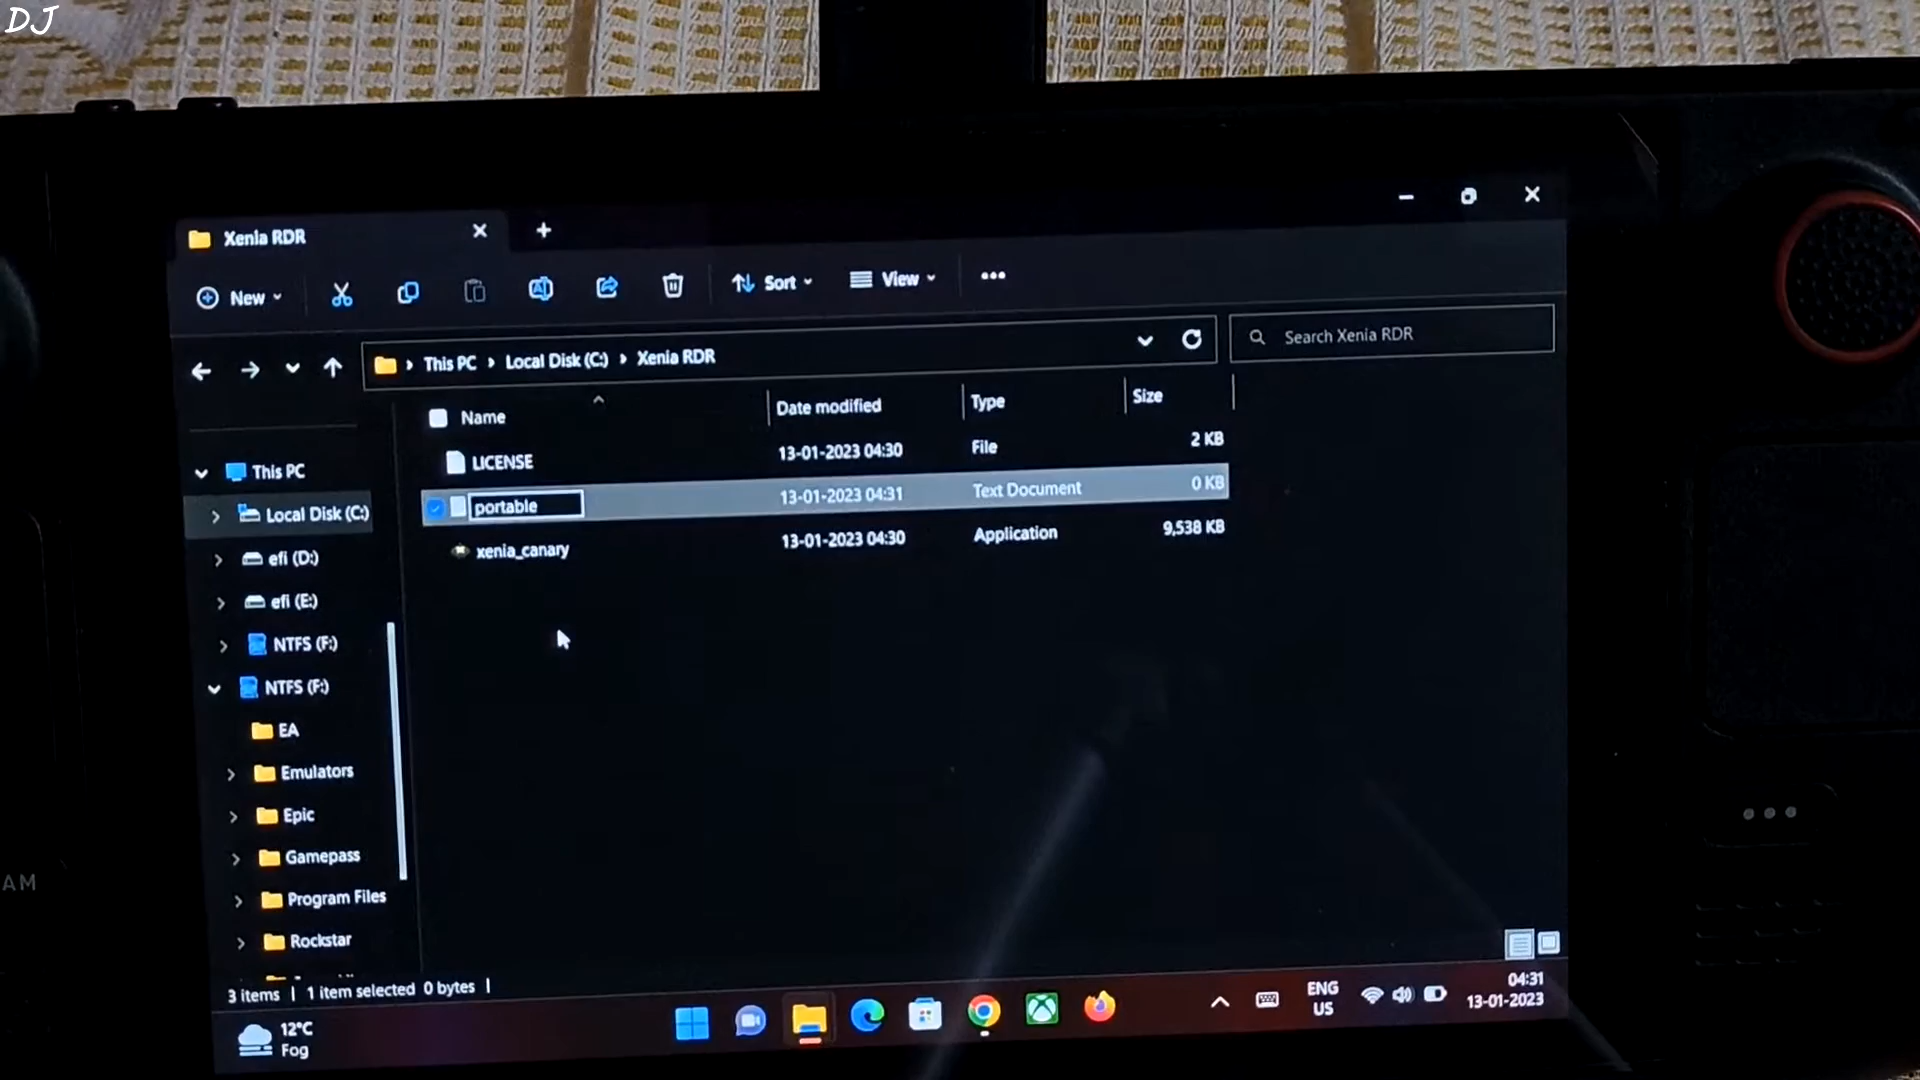 DJ
Xenia RDR
New
Sort
View
This PC
Local Disk (C:)
Xenia RDR
Search Xenia RDR
Name
Date modified
Type
Size
LICENSE
13-01-2023 04:30
File
2 KB
portable
13-01-2023 04:31
Text Document
0 KB
xenia_canary
13-01-2023 04:30
Application
9,538 KB
This PC
Local Disk (C:)
efi (D:)
efi (E:)
NTFS (F:)
NTFS (F:)
EA
Emulators
Epic
Gamepass
Program Files
Rockstar
3 items
1 item selected 0 bytes
12°C
Fog
ENG
US
04:31
13-01-2023
AM